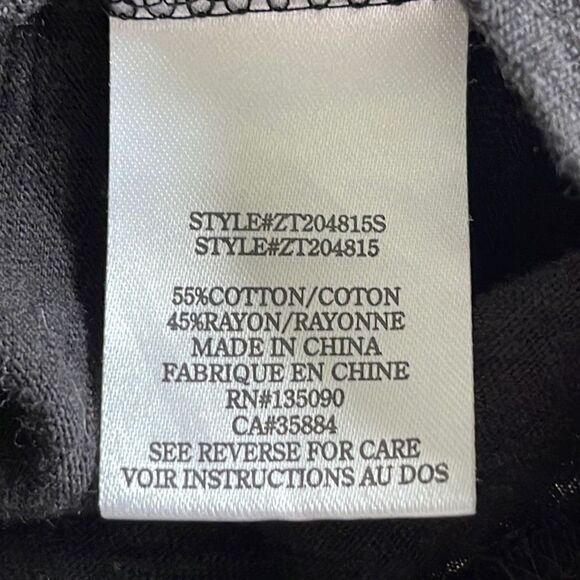 STYLE#ZT204815S
STYLE#ZT204815
55%COTTON/COTON
45%RAYON/RAYONNE
MADE IN CHINA
FABRIQUE EN CHINE
RN#135090
CA#35884
SEE REVERSE FOR CARE
VOIR INSTRUCTIONS AU DOS